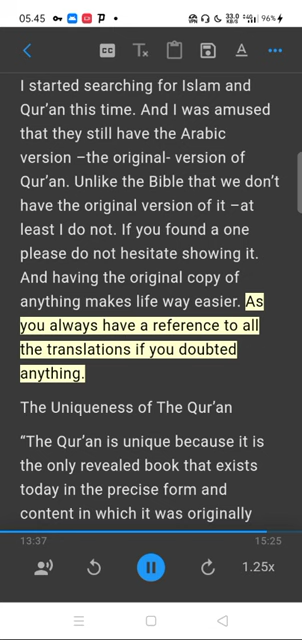 05.45
33.0
96%
CC
I started searching for Islam and
Qur’an this time. And I was amused
that they still have the Arabic
version –the original- version of
Qur’an. Unlike the Bible that we don’t
have the original version of it –at
least I do not. If you found a one
please do not hesitate showing it.
And having the original copy of
anything makes life way easier. As
you always have a reference to all
the translations if you doubted
anything.
The Uniqueness of The Qur’an
“The Qur’an is unique because it is
the only revealed book that exists
today in the precise form and
content in which it was originally
13:37 15:25
1.25x